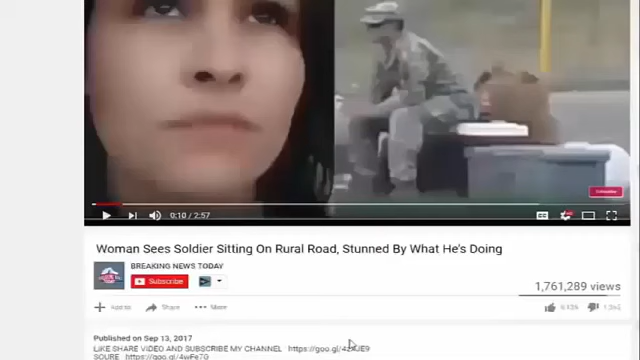 0:10 / 2:57
Woman Sees Soldier Sitting On Rural Road, Stunned By What He's Doing
BREAKING NEWS TODAY
Subscribe
1,761,289 views
Add to
Share
More
Published on Sep 13, 2017
LIKE SHARE VIDEO AND SUBSCRIBE MY CHANNEL
SOURE :